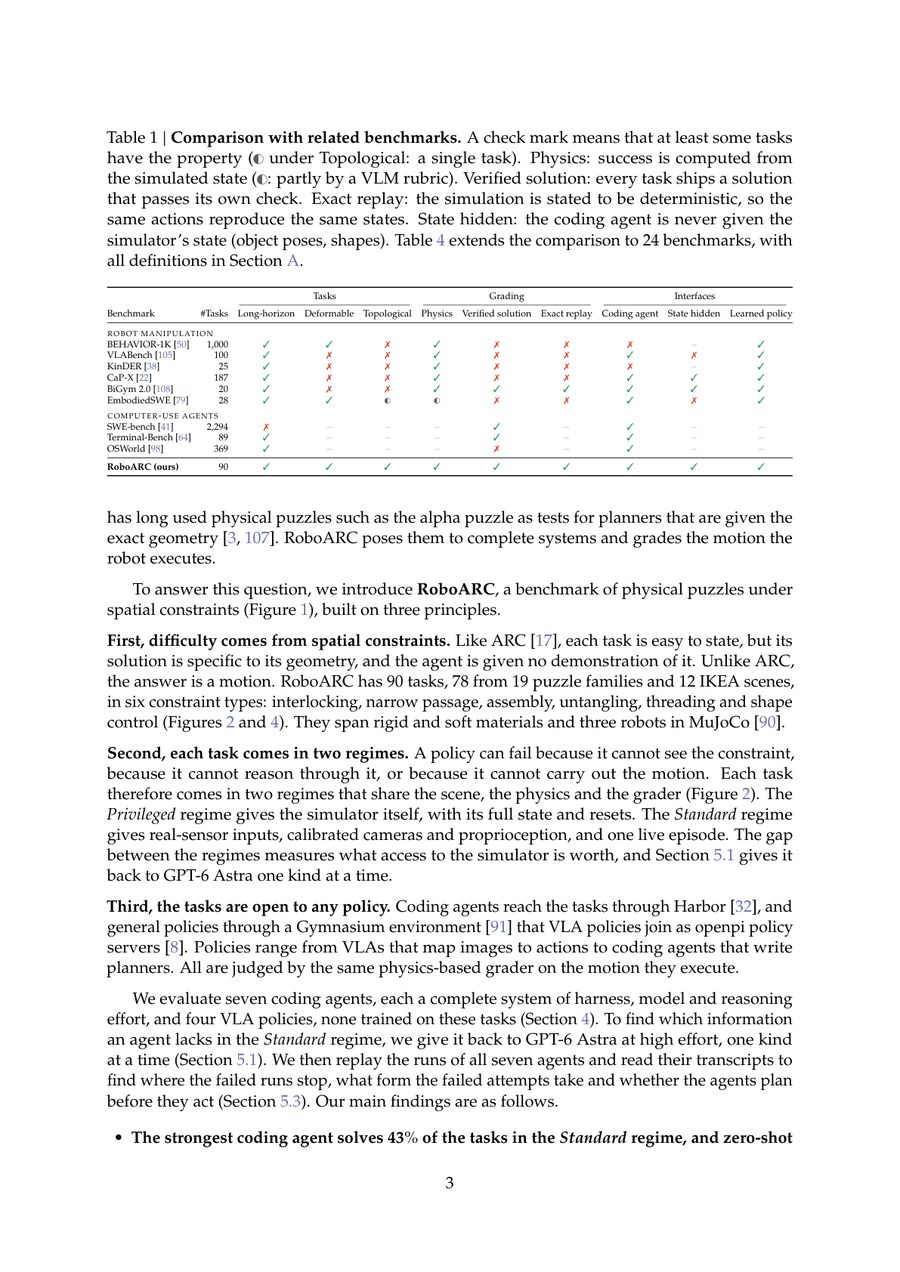 Table 1 | Comparison with related benchmarks. A check mark means that at least some tasks
have the property (◐ under Topological: a single task). Physics: success is computed from
the simulated state (◐: partly by a VLM rubric). Verified solution: every task ships a solution
that passes its own check. Exact replay: the simulation is stated to be deterministic, so the
same actions reproduce the same states. State hidden: the coding agent is never given the
simulator's state (object poses, shapes). Table 4 extends the comparison to 24 benchmarks, with
all definitions in Section A.
Tasks Grading Interfaces
Benchmark #Tasks Long-horizon Deformable Topological Physics Verified solution Exact replay Coding agent State hidden Learned policy
ROBOT MANIPULATION
BEHAVIOR-1K [50] 1,000 ✓ ✓ ✗ ✓ ✗ ✗ ✗ – ✓
VLABench [105] 100 ✓ ✗ ✗ ✓ ✗ ✗ ✓ ✗ ✓
KinDER [38] 25 ✓ ✗ ✗ ✓ ✗ ✗ ✗ – ✓
CaP-X [22] 187 ✓ ✗ ✗ ✓ ✗ ✗ ✓ ✓ ✓
BiGym 2.0 [108] 20 ✓ ✗ ✗ ✓ ✓ ✓ ✓ ✓ ✓
EmbodiedSWE [79] 28 ✓ ✓ ◐ ◐ ✗ ✗ ✓ ✗ ✓
COMPUTER-USE AGENTS
SWE-bench [41] 2,294 ✗ – – – ✓ – ✓ – –
Terminal-Bench [64] 89 ✓ – – – ✓ – ✓ – –
OSWorld [98] 369 ✓ – – – ✗ – ✓ – –
RoboARC (ours) 90 ✓ ✓ ✓ ✓ ✓ ✓ ✓ ✓ ✓
has long used physical puzzles such as the alpha puzzle as tests for planners that are given the
exact geometry [3, 107]. RoboARC poses them to complete systems and grades the motion the
robot executes.
To answer this question, we introduce RoboARC, a benchmark of physical puzzles under
spatial constraints (Figure 1), built on three principles.
First, difficulty comes from spatial constraints. Like ARC [17], each task is easy to state, but its
solution is specific to its geometry, and the agent is given no demonstration of it. Unlike ARC,
the answer is a motion. RoboARC has 90 tasks, 78 from 19 puzzle families and 12 IKEA scenes,
in six constraint types: interlocking, narrow passage, assembly, untangling, threading and shape
control (Figures 2 and 4). They span rigid and soft materials and three robots in MuJoCo [90].
Second, each task comes in two regimes. A policy can fail because it cannot see the constraint,
because it cannot reason through it, or because it cannot carry out the motion. Each task
therefore comes in two regimes that share the scene, the physics and the grader (Figure 2). The
Privileged regime gives the simulator itself, with its full state and resets. The Standard regime
gives real-sensor inputs, calibrated cameras and proprioception, and one live episode. The gap
between the regimes measures what access to the simulator is worth, and Section 5.1 gives it
back to GPT-6 Astra one kind at a time.
Third, the tasks are open to any policy. Coding agents reach the tasks through Harbor [32], and
general policies through a Gymnasium environment [91] that VLA policies join as openpi policy
servers [8]. Policies range from VLAs that map images to actions to coding agents that write
planners. All are judged by the same physics-based grader on the motion they execute.
We evaluate seven coding agents, each a complete system of harness, model and reasoning
effort, and four VLA policies, none trained on these tasks (Section 4). To find which information
an agent lacks in the Standard regime, we give it back to GPT-6 Astra at high effort, one kind
at a time (Section 5.1). We then replay the runs of all seven agents and read their transcripts to
find where the failed runs stop, what form the failed attempts take and whether the agents plan
before they act (Section 5.3). Our main findings are as follows.
• The strongest coding agent solves 43% of the tasks in the Standard regime, and zero-shot
3